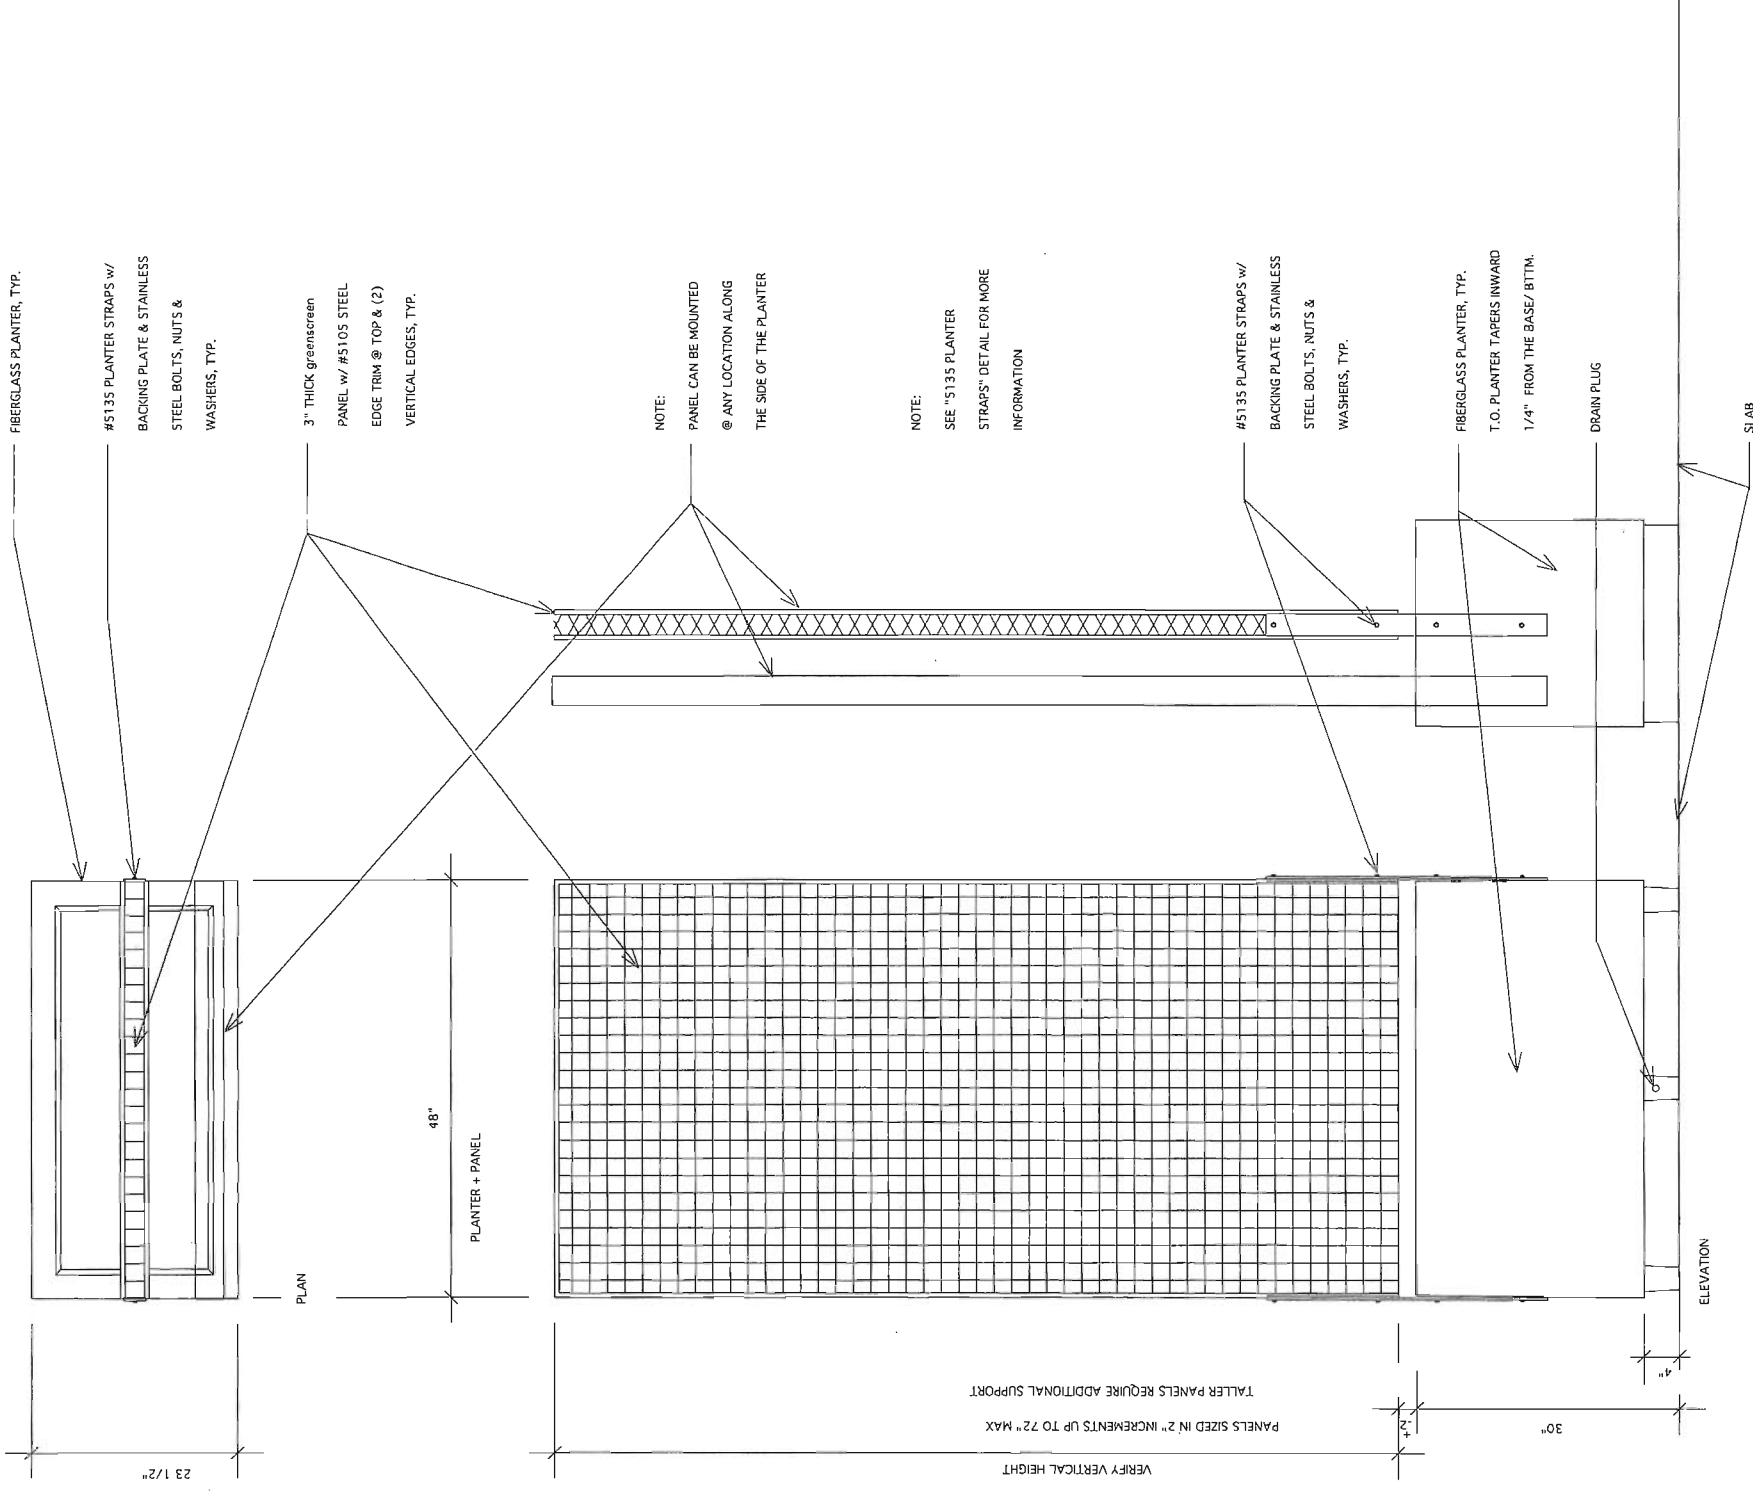 FIBERGLASS PLANTER, TYP.
#5135 PLANTER STRAPS w/
BACKING PLATE & STAINLESS
STEEL BOLTS, NUTS &
WASHERS, TYP.
3" THICK greenscreen
PANEL w/ #5105 STEEL
EDGE TRIM @ TOP & (2)
VERTICAL EDGES, TYP.
NOTE:
PANEL CAN BE MOUNTED
@ ANY LOCATION ALONG
THE SIDE OF THE PLANTER
NOTE:
SEE "5135 PLANTER
STRAPS" DETAIL FOR MORE
INFORMATION
#5135 PLANTER STRAPS w/
BACKING PLATE & STAINLESS
STEEL BOLTS, NUTS &
WASHERS, TYP.
FIBERGLASS PLANTER, TYP.
T.O. PLANTER TAPERS INWARD
1/4" FROM THE BASE/ BTTM.
DRAIN PLUG
SLAB
48"
PLANTER + PANEL
PLAN
ELEVATION
23 1/2"
VERIFY VERTICAL HEIGHT
PANELS SIZED IN 2" INCREMENTS UP TO 72" MAX
TALLER PANELS REQUIRE ADDITIONAL SUPPORT
±2"
30"
4"